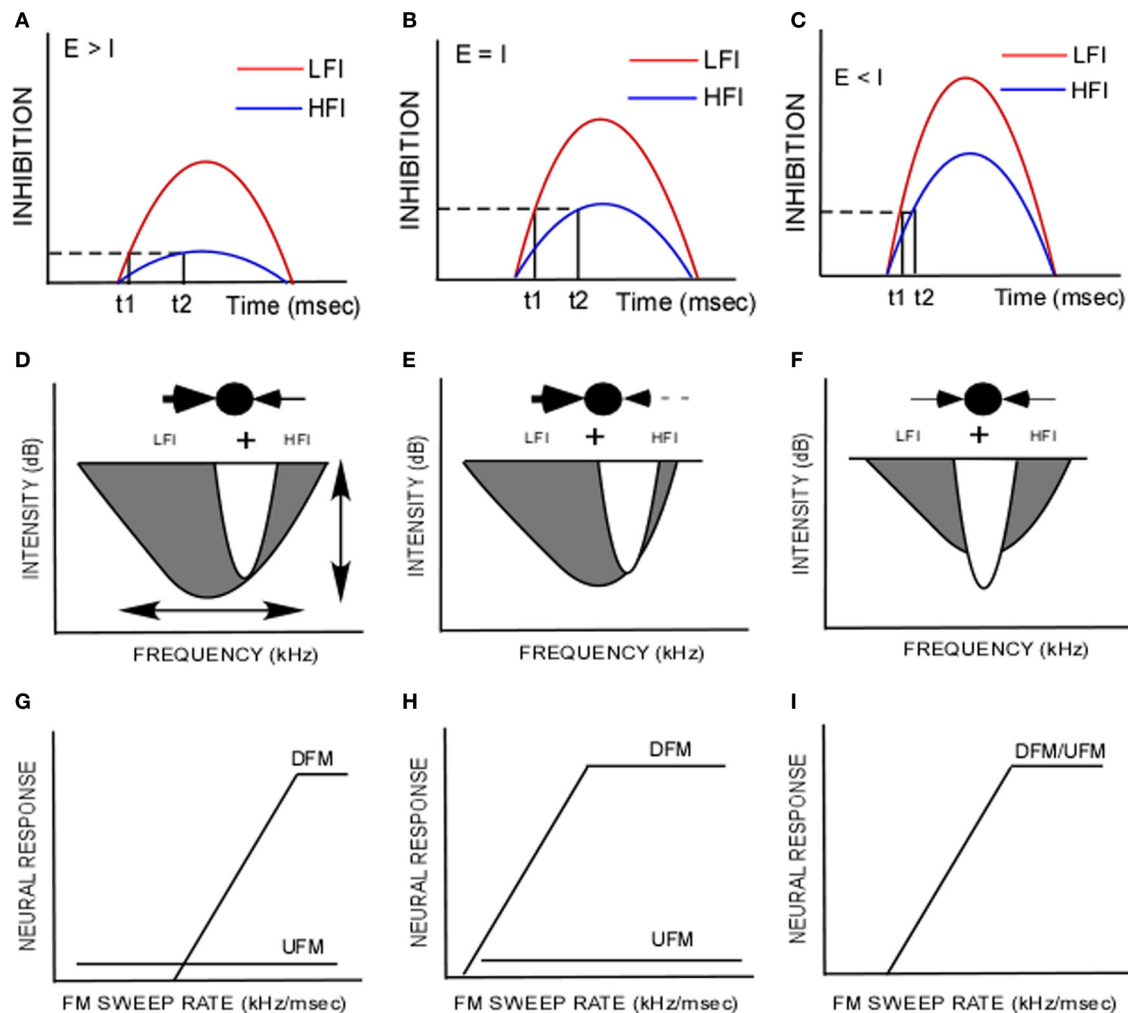 A
B
C
E > I
LFI
HFI
INHIBITION
t1
t2
Time (msec)
E = I
LFI
HFI
INHIBITION
t1
t2
Time (msec)
E < I
LFI
HFI
INHIBITION
t1
t2
Time (msec)
D
E
F
LFI
+
HFI
INTENSITY (dB)
FREQUENCY (kHz)
LFI
+
HFI
INTENSITY (dB)
FREQUENCY (kHz)
LFI
+
HFI
INTENSITY (dB)
FREQUENCY (kHz)
G
H
I
DFM
UFM
NEURAL RESPONSE
FM SWEEP RATE (kHz/msec)
DFM
UFM
NEURAL RESPONSE
FM SWEEP RATE (kHz/msec)
DFM/UFM
NEURAL RESPONSE
FM SWEEP RATE (kHz/msec)